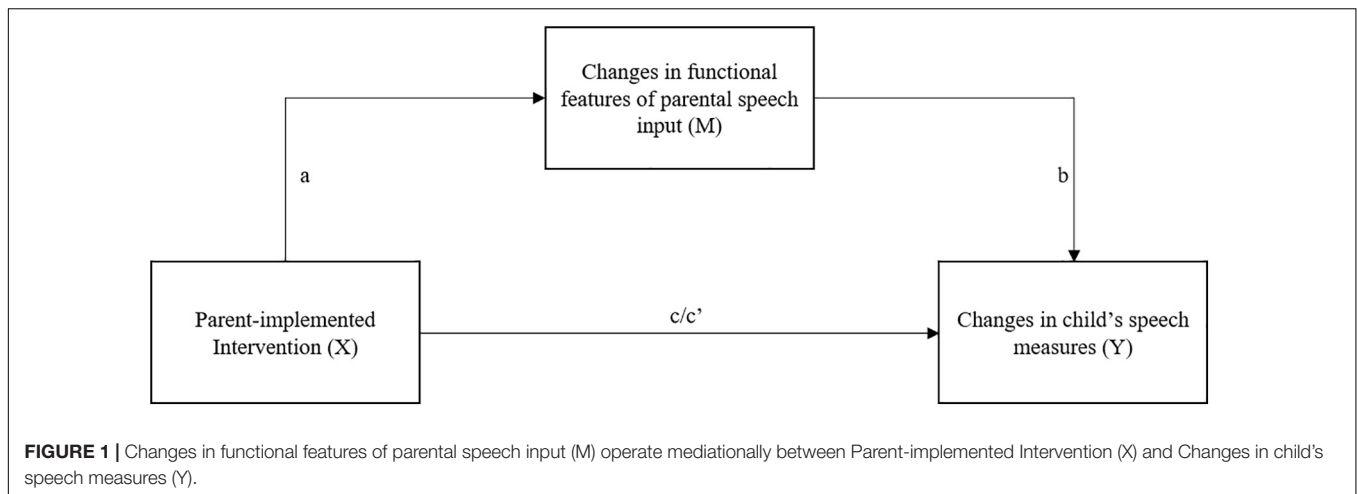 Changes in functional
features of parental speech
input (M)
a
b
Parent-implemented
Intervention (X)
c/c’
Changes in child’s speech
measures (Y)
FIGURE 1 | Changes in functional features of parental speech input (M) operate mediationally between Parent-implemented Intervention (X) and Changes in child’s
speech measures (Y).